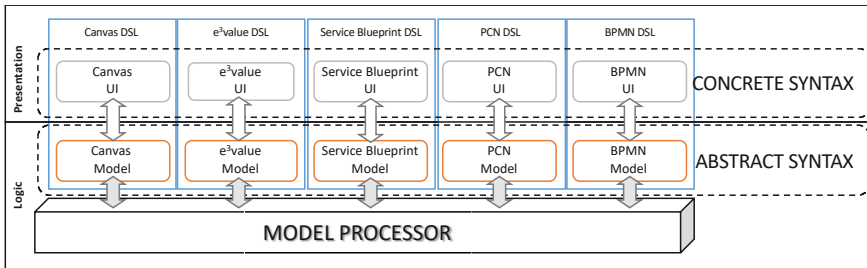 Canvas DSL
e³value DSL
Service Blueprint DSL
PCN DSL
BPMN DSL
Presentation
Canvas
UI
e³value
UI
Service Blueprint
UI
PCN
UI
BPMN
UI
CONCRETE SYNTAX
Logic
Canvas
Model
e³value
Model
Service Blueprint
Model
PCN
Model
BPMN
Model
ABSTRACT SYNTAX
MODEL PROCESSOR